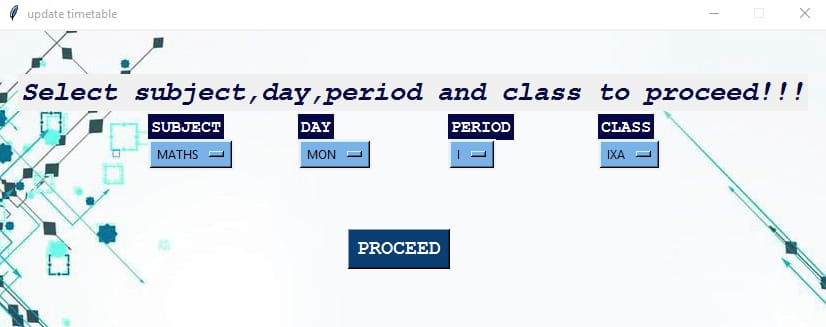 update timetable
Select subject,day,period and class to proceed!!!
SUBJECT DAY PERIOD CLASS
MATHS MON I IXA
PROCEED